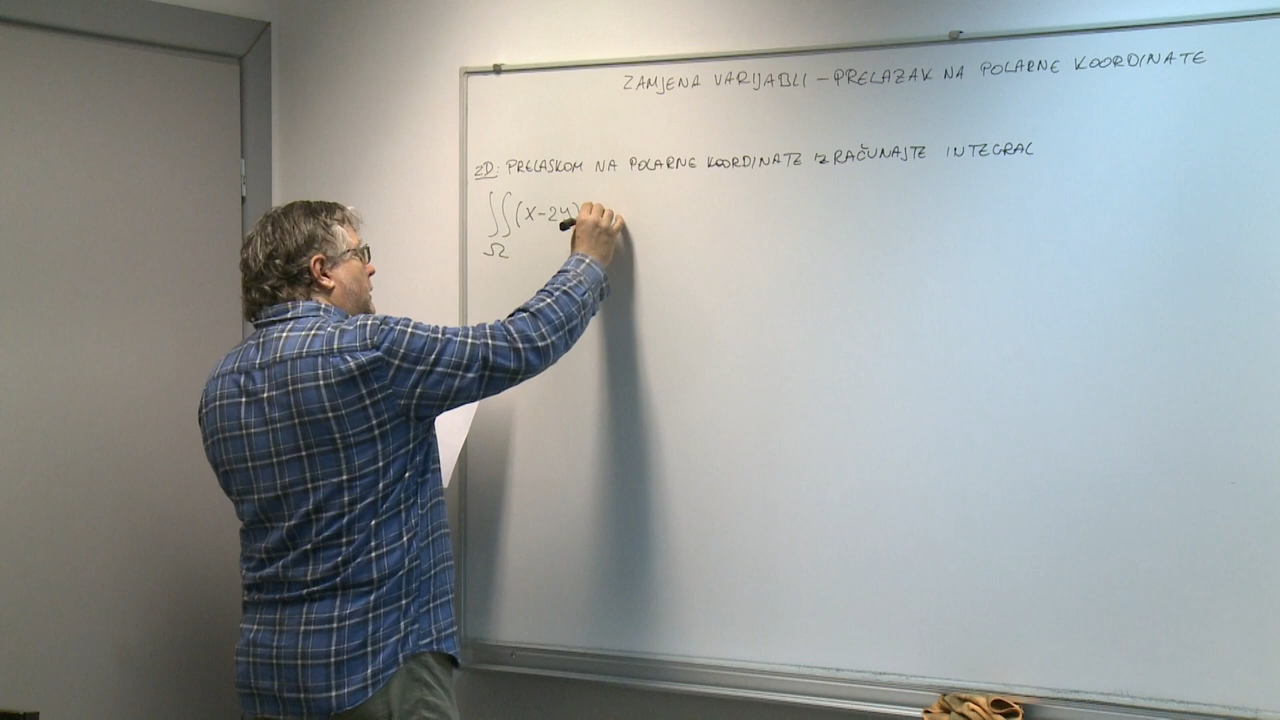 ZAMJENA VARIJABLI - PRELAZAK NA POLARNE KOORDINATE
ZD: PRELASKOM NA POLARNE KOORDINATE IZRAČUNAJTE INTEGRAL
∬(x-2y)
Ω